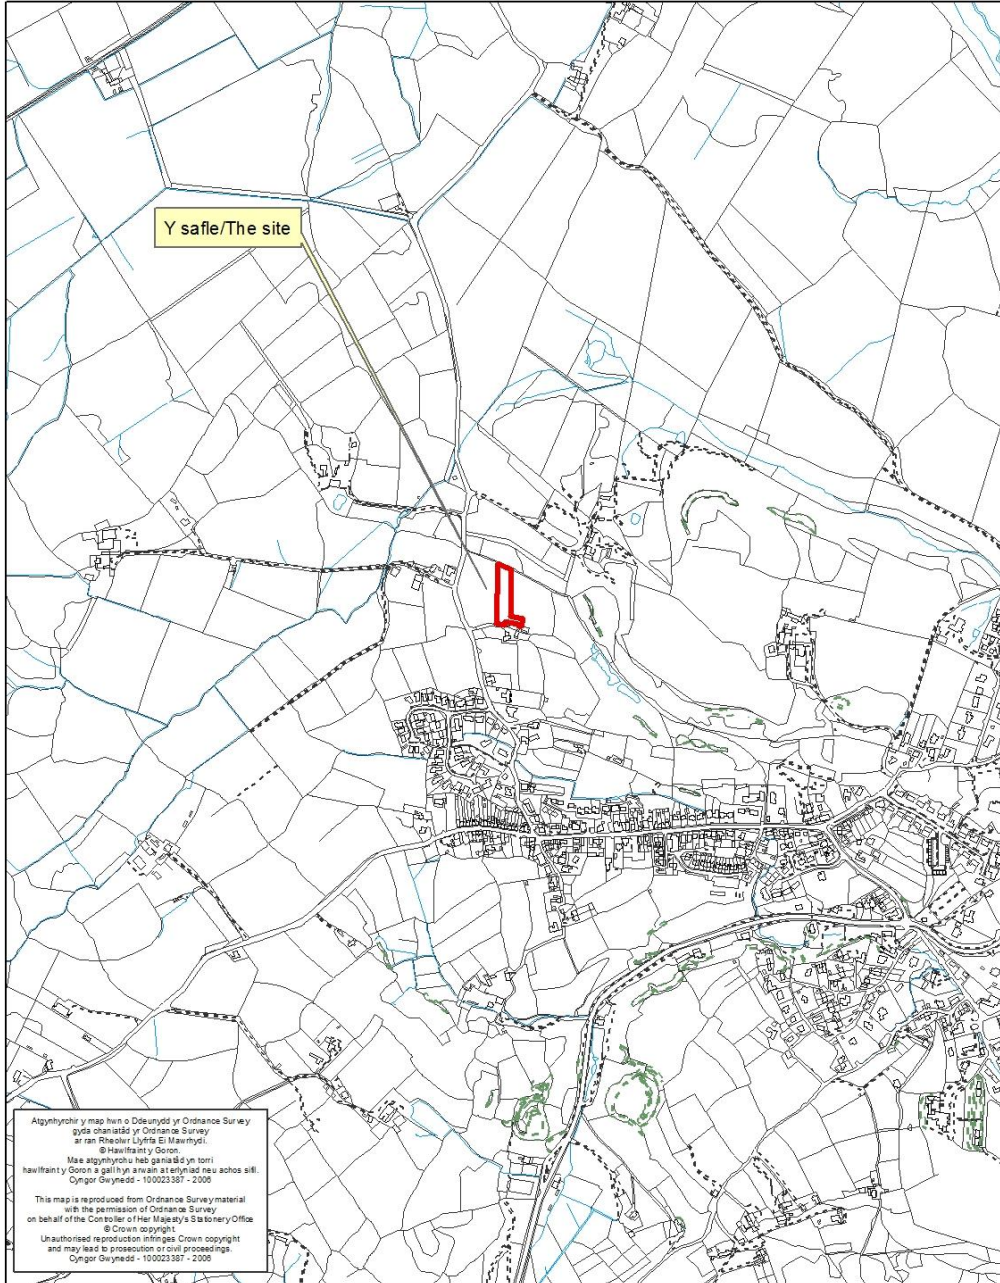 Y safle/The site
Atgynhyrchir y map hwn o Ddeunydd yr Ordnance Survey
gyda chaniatâd yr Ordnance Survey
ar ran Rheolwr Llyfrfa Ei Mawrhydi.
© Hawlfraint y Goron.
Mae atgynhyrchu heb ganiatâd yn torri
hawlfraint y Goron a gall hyn arwain at erlyniad neu achos sifil.
Cyngor Gwynedd - 100023387 - 2006
This map is reproduced from Ordnance Survey material
with the permission of Ordnance Survey
on behalf of the Controller of Her Majesty's Stationery Office
© Crown copyright.
Unauthorised reproduction infringes Crown copyright
and may lead to prosecution or civil proceedings.
Cyngor Gwynedd - 100023387 - 2006